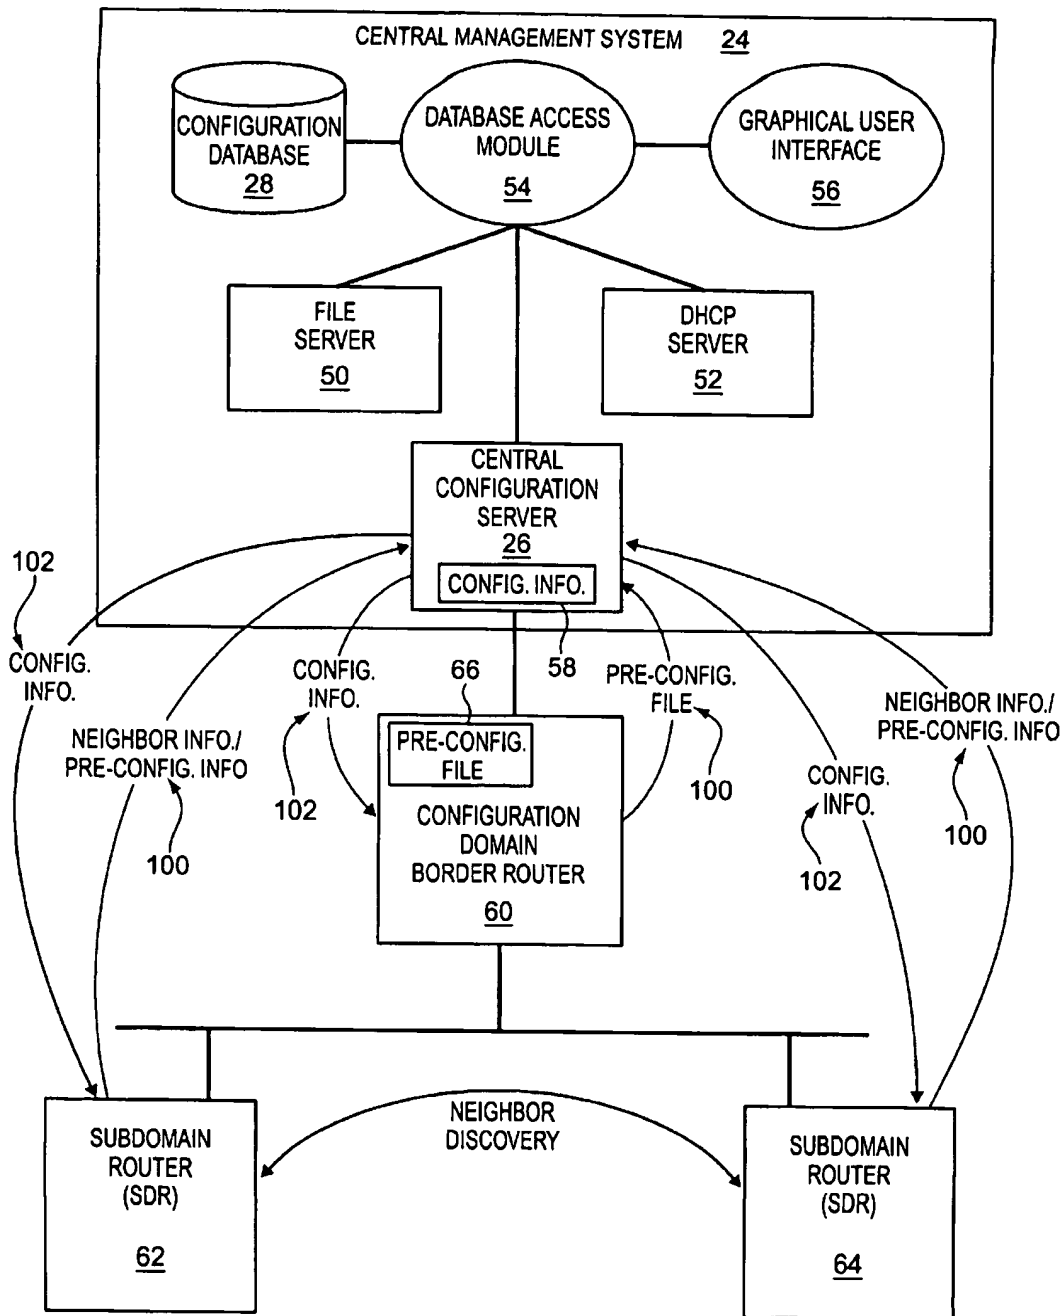 CENTRAL MANAGEMENT SYSTEM 24
CONFIGURATION
DATABASE
28
DATABASE ACCESS
MODULE
54
GRAPHICAL USER
INTERFACE
56
FILE
SERVER
50
DHCP
SERVER
52
CENTRAL
CONFIGURATION
SERVER
26
CONFIG. INFO.
58
102
CONFIG.
INFO.
NEIGHBOR INFO./
PRE-CONFIG. INFO
100
CONFIG.
INFO.
102
66
PRE-CONFIG.
FILE
CONFIGURATION
DOMAIN
BORDER ROUTER
60
PRE-CONFIG.
FILE
100
CONFIG.
INFO.
102
NEIGHBOR INFO./
PRE-CONFIG. INFO
100
SUBDOMAIN
ROUTER
(SDR)
62
NEIGHBOR
DISCOVERY
SUBDOMAIN
ROUTER
(SDR)
64